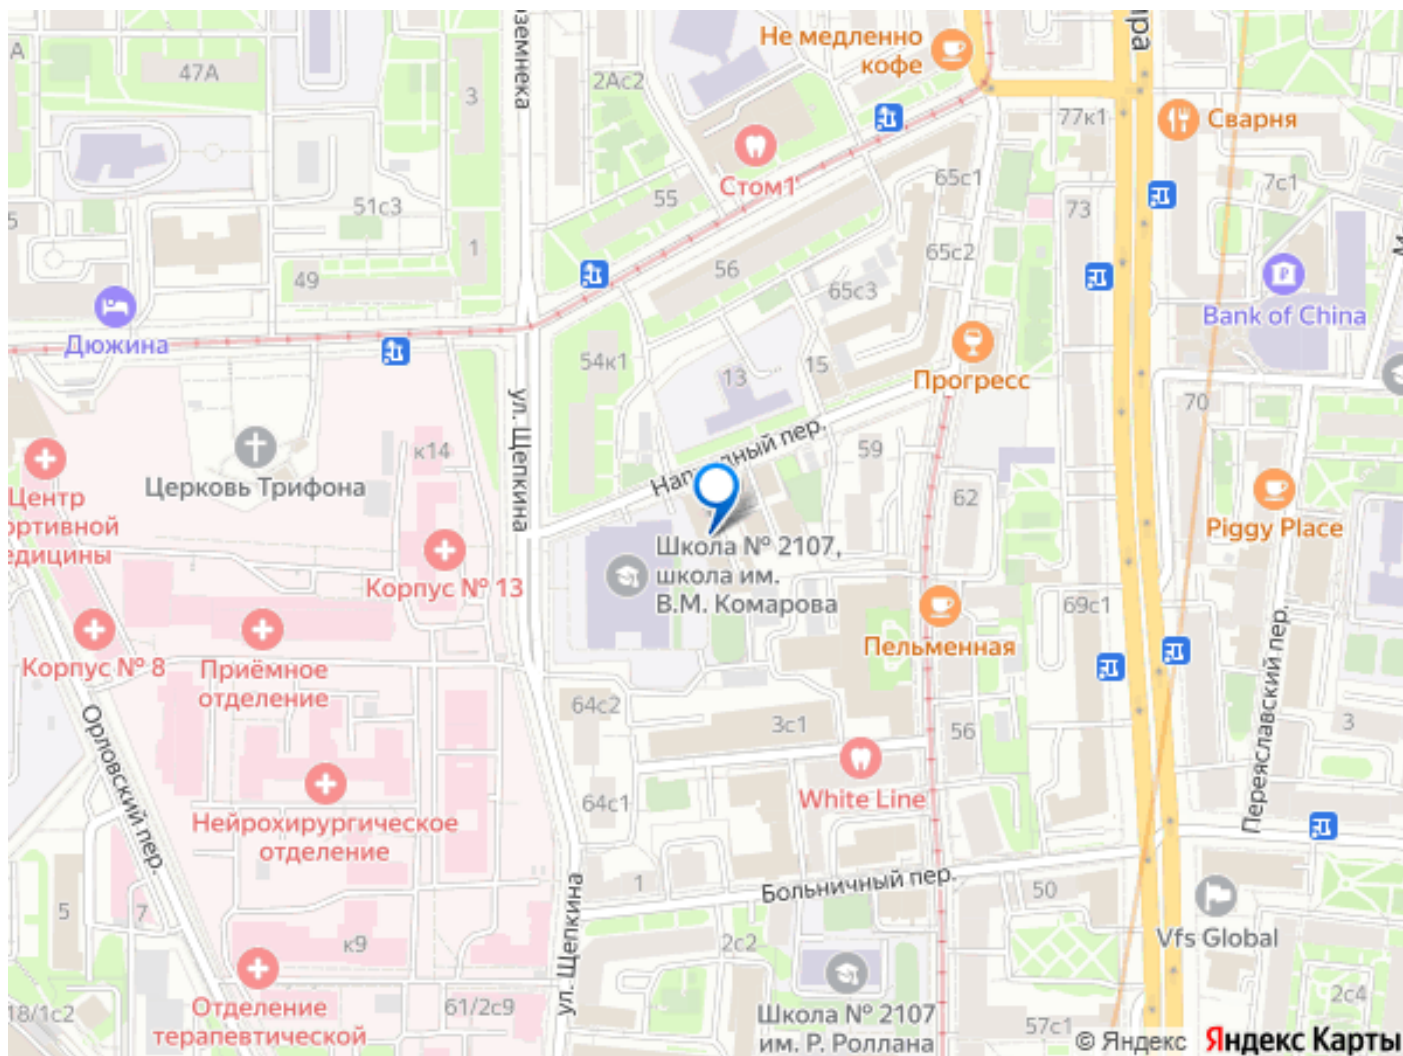 А
47А
3
оземнека
2Ас2
Не медленно
кофе
ира
77к1
Сварня
7с1
Стом1
65с1
55
73
51с3
5
1
49
56
65с2
65с3
Bank of China
Дюжина
54к1
13
15
Прогресс
70
ул. Щепкина
к14
59
Церковь Трифона
Центр
ортивной
едицины
62
Piggy Place
Школа № 2107,
школа им.
В.М. Комарова
Корпус № 13
69с1
Корпус № 8
Приёмное
отделение
Пельменная
Переяславский пер.
Орловский пер.
64с2
3с1
56
3
White Line
64с1
Нейрохирургическое
отделение
1
Больничный пер.
50
5
7
ул. Щепкина
к9
2с2
Vfs Global
18/1с2
Отделение
терапевтической
61/2с9
Школа № 2107
им. Р. Роллана
57с1
2с4
© Яндекс Яндекс Карты